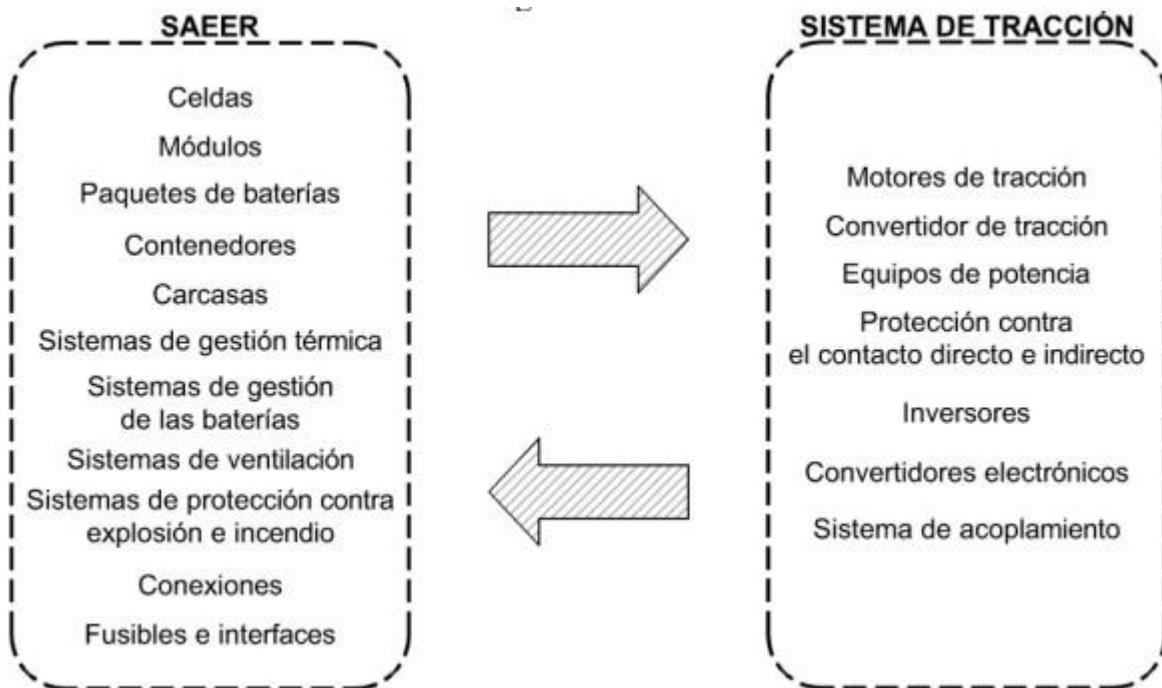 SAEER
Celdas
Módulos
Paquetes de baterías
Contenedores
Carcasas
Sistemas de gestión térmica
Sistemas de gestión
de las baterías
Sistemas de ventilación
Sistemas de protección contra
explosión e incendio
Conexiones
Fusibles e interfaces
SISTEMA DE TRACCIÓN
Motores de tracción
Convertidor de tracción
Equipos de potencia
Protección contra
el contacto directo e indirecto
Inversores
Convertidores electrónicos
Sistema de acoplamiento